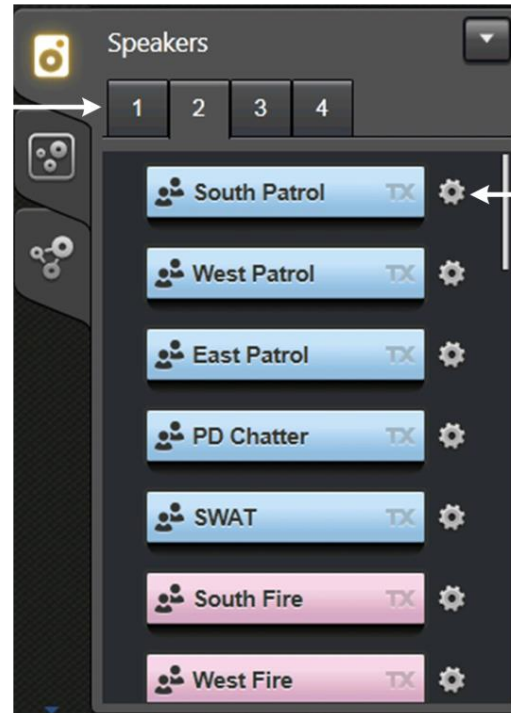 Speakers
1 2 3 4
South Patrol TX
West Patrol TX
East Patrol TX
PD Chatter TX
SWAT TX
South Fire TX
West Fire TX